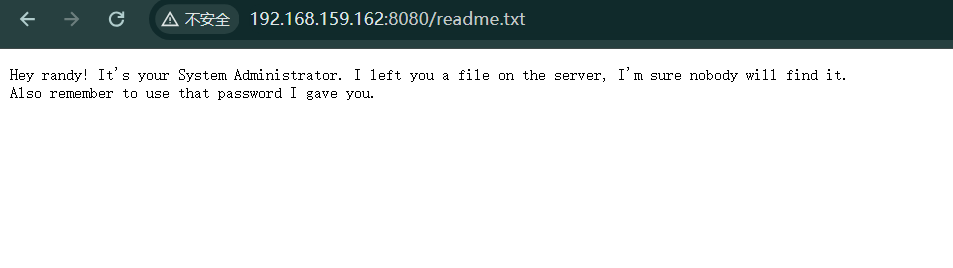 不安全 192.168.159.162:8080/readme.txt
Hey randy! It's your System Administrator. I left you a file on the server, I'm sure nobody will find it.
Also remember to use that password I gave you.